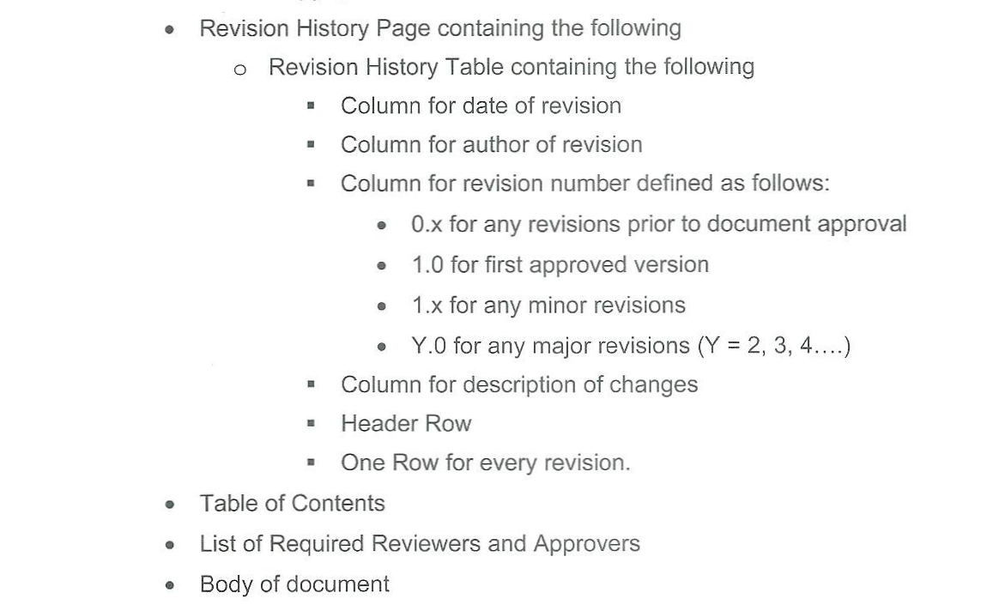 • Revision History Page containing the following
o Revision History Table containing the following
▪ Column for date of revision
▪ Column for author of revision
▪ Column for revision number defined as follows:
• 0.x for any revisions prior to document approval
• 1.0 for first approved version
• 1.x for any minor revisions
• Y.0 for any major revisions (Y = 2, 3, 4....)
▪ Column for description of changes
▪ Header Row
▪ One Row for every revision.
• Table of Contents
• List of Required Reviewers and Approvers
• Body of document